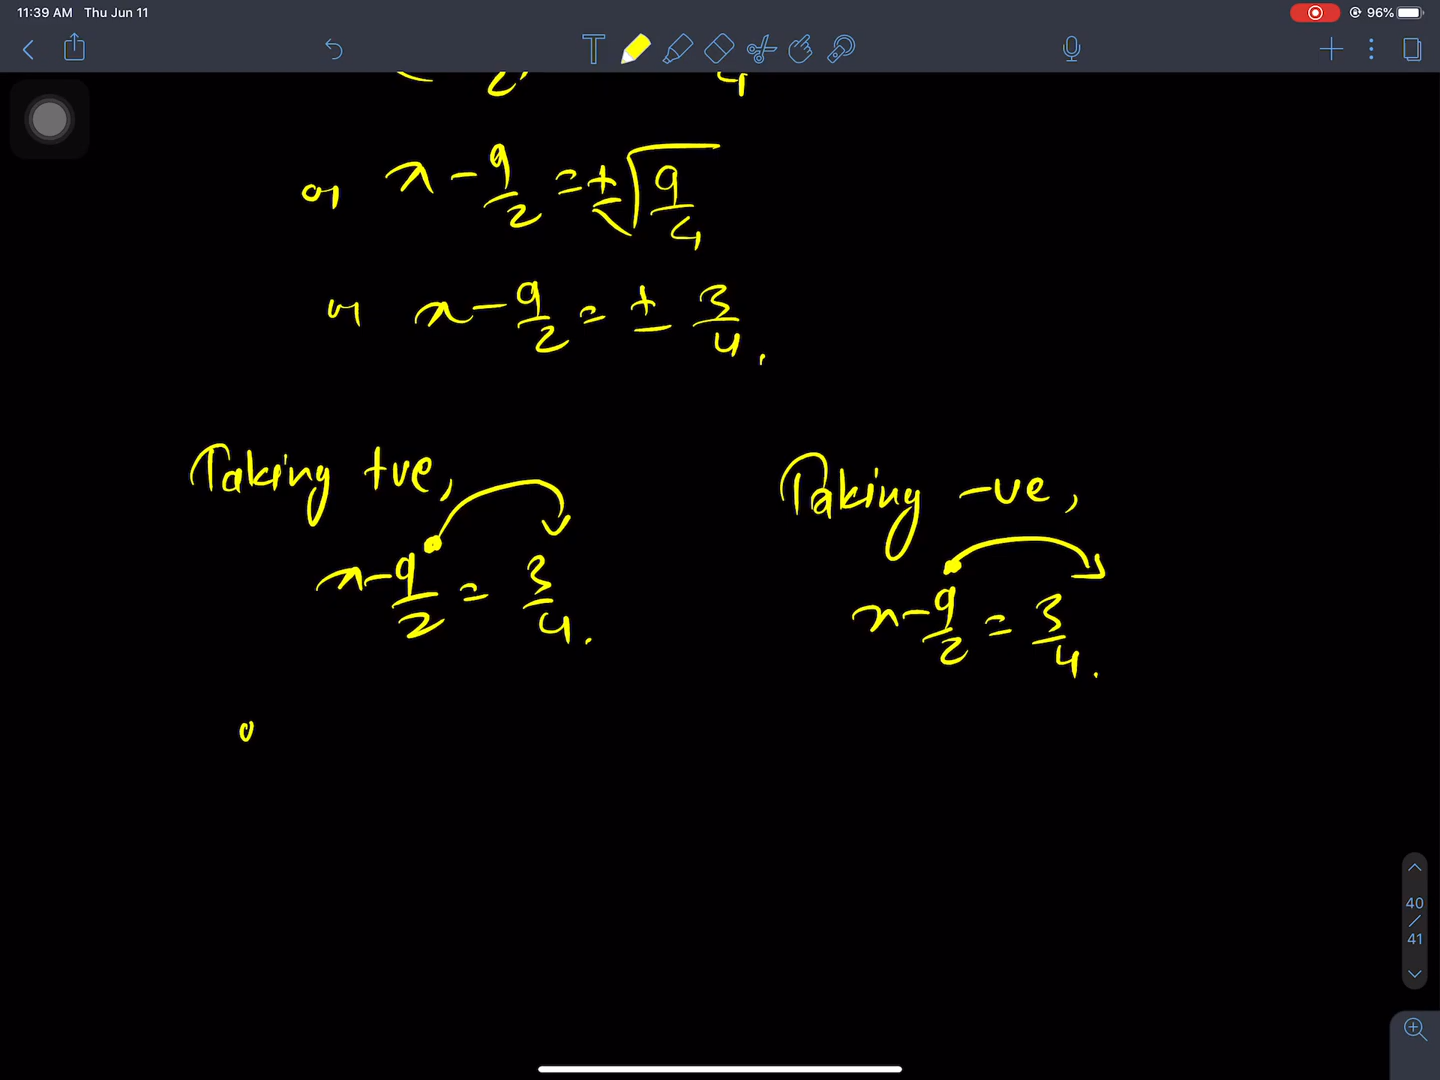 11:39 AM Thu Jun 11
96%
T
or x - 9/2 = ± √9/4
or x - 9/2 = ± 3/4.
Taking +ve,
x - 9/2 = 3/4.
Taking -ve,
x - 9/2 = 3/4.
o
40
/
41